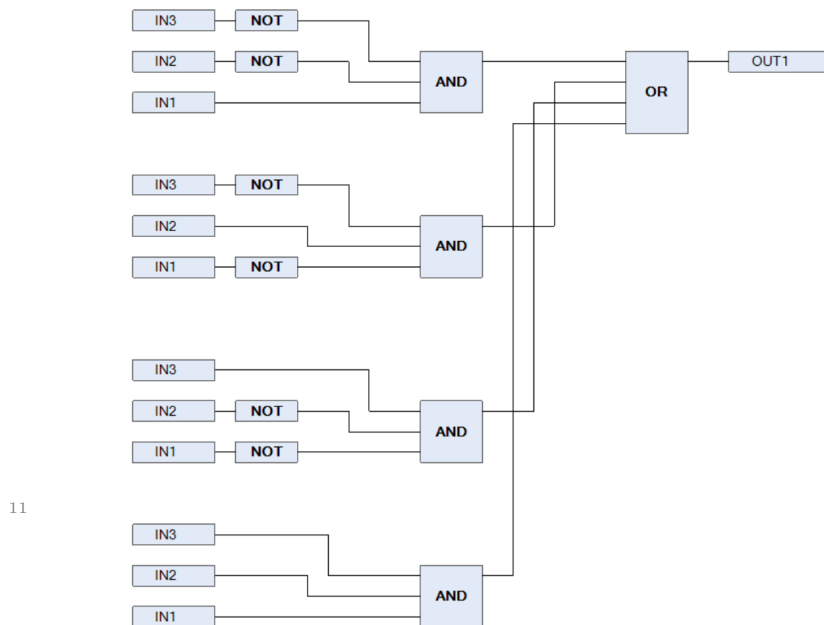 IN3 NOT
IN2 NOT
AND
OR
OUT1
IN1
IN3 NOT
IN2
AND
IN1 NOT
IN3
IN2 NOT
AND
IN1 NOT
11
IN3
IN2
AND
IN1